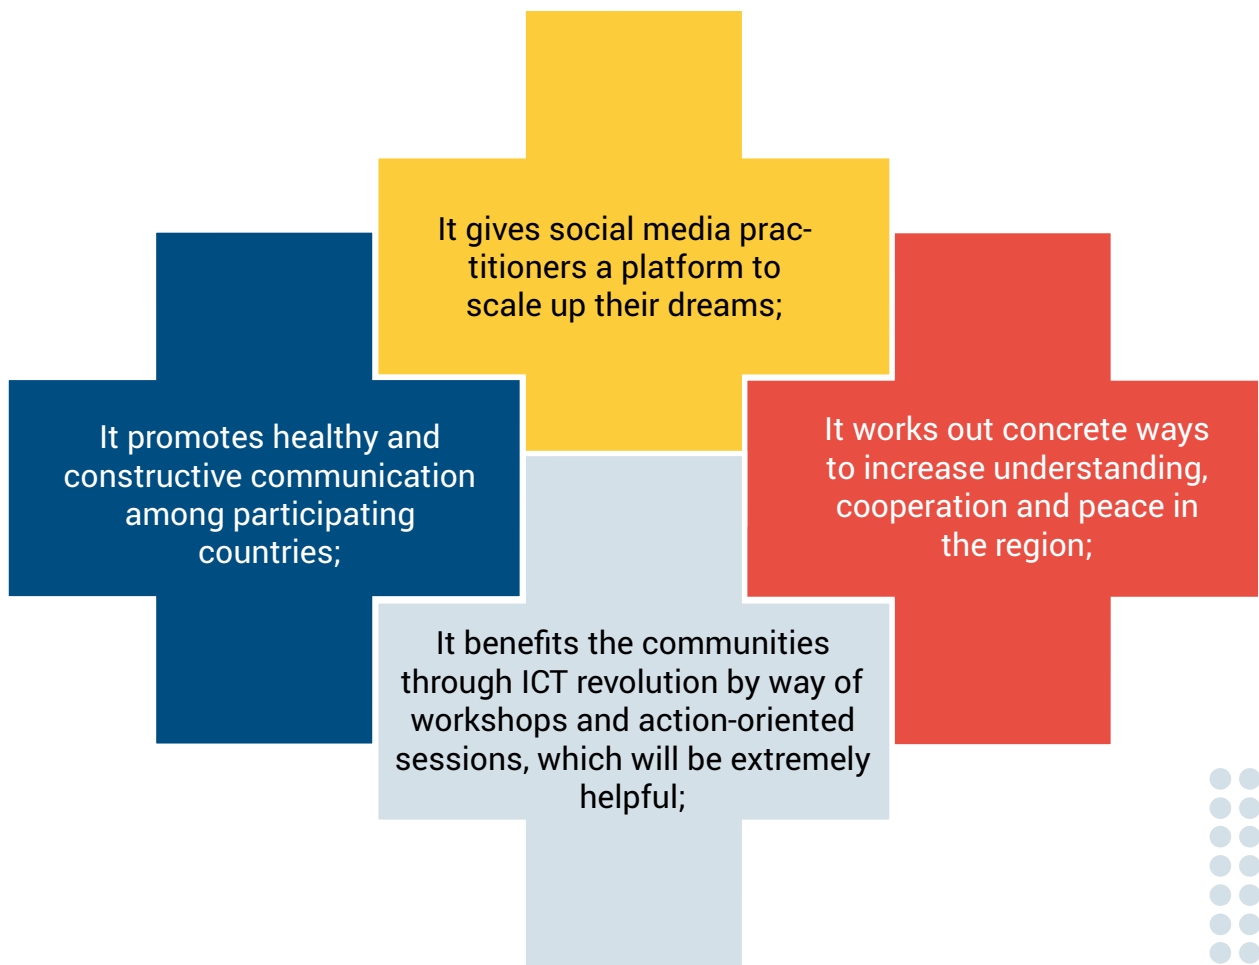 It gives social media prac-
titioners a platform to
scale up their dreams;
It promotes healthy and
constructive communication
among participating
countries;
It works out concrete ways
to increase understanding,
cooperation and peace in
the region;
It benefits the communities
through ICT revolution by way of
workshops and action-oriented
sessions, which will be extremely
helpful;